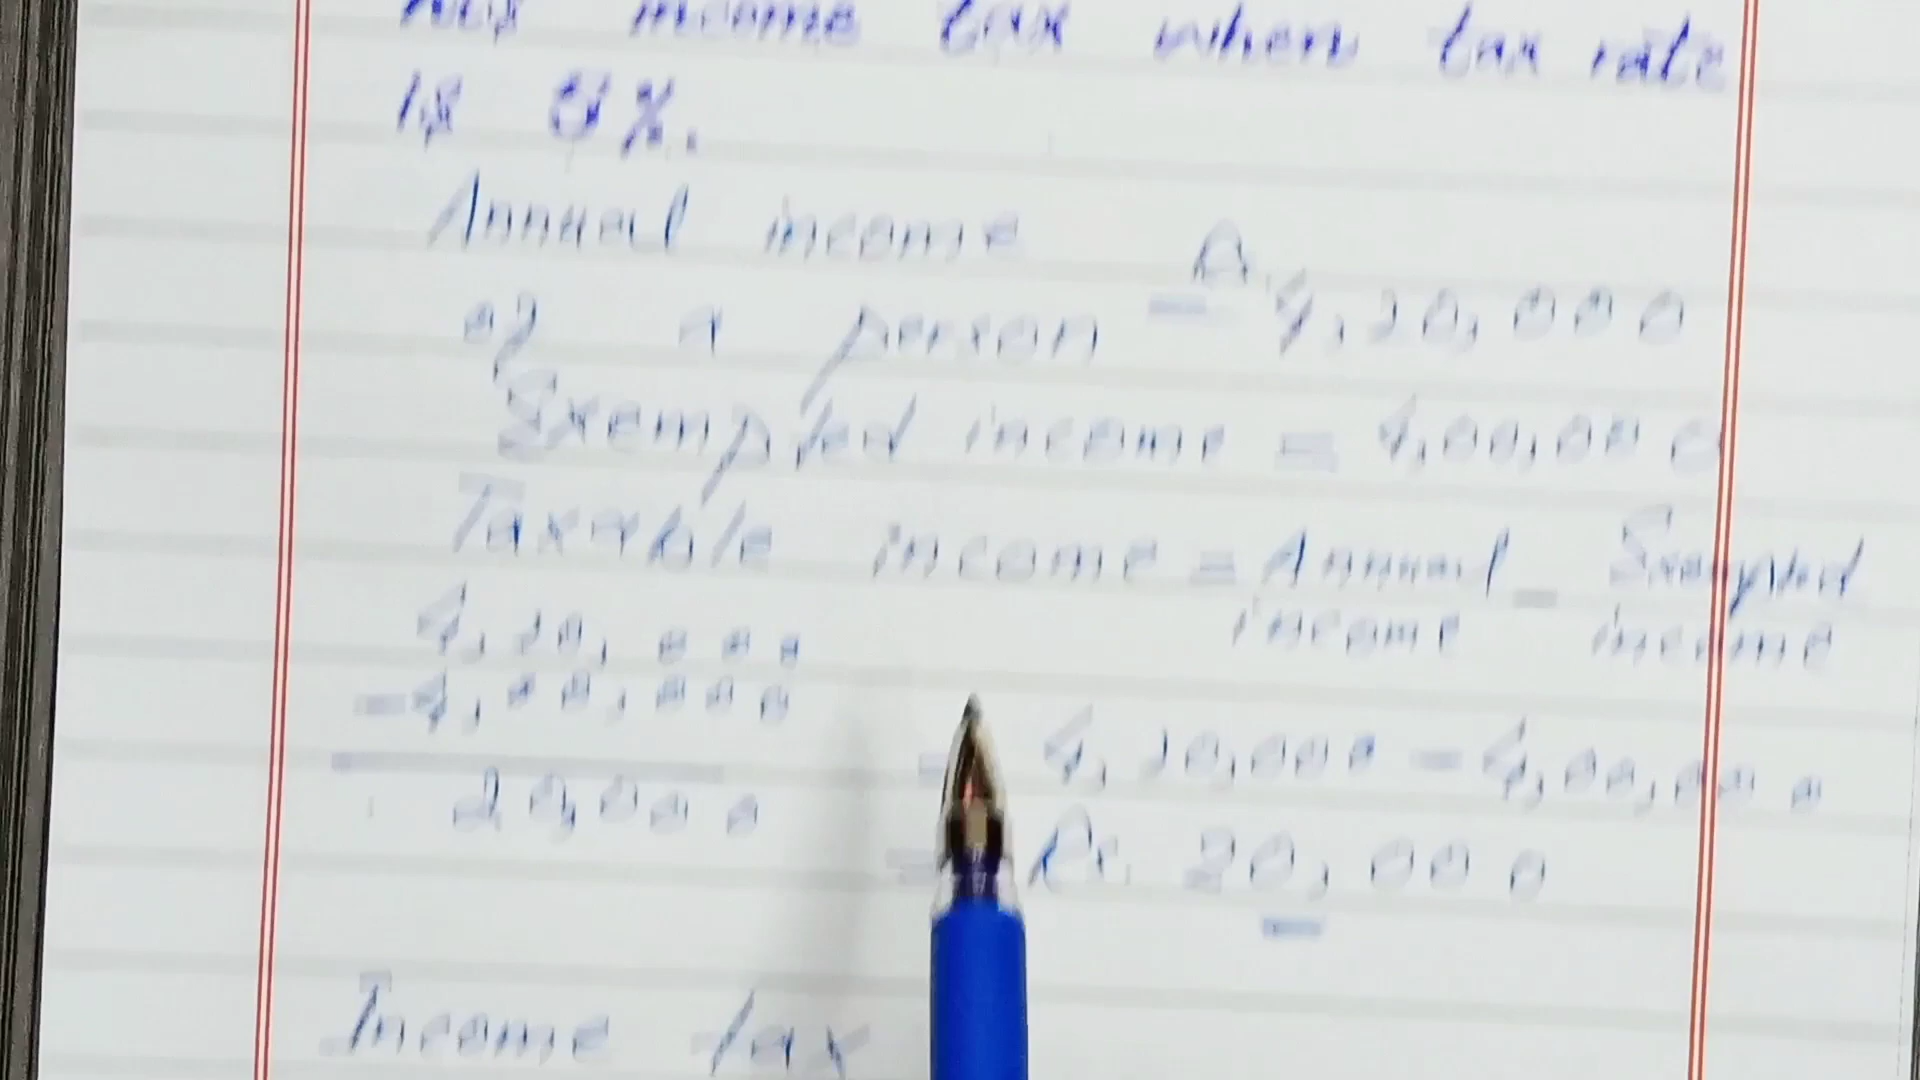 his income tax when tax rate
is %.
Annual income
of a person = Rs. 4,20,000
Exempted income = 4,00,000
Taxable income = Annual income - Exempted income
4,20,000
-4,00,000
20,000
= 4,20,000 - 4,00,000
= Rs. 20,000
Income tax